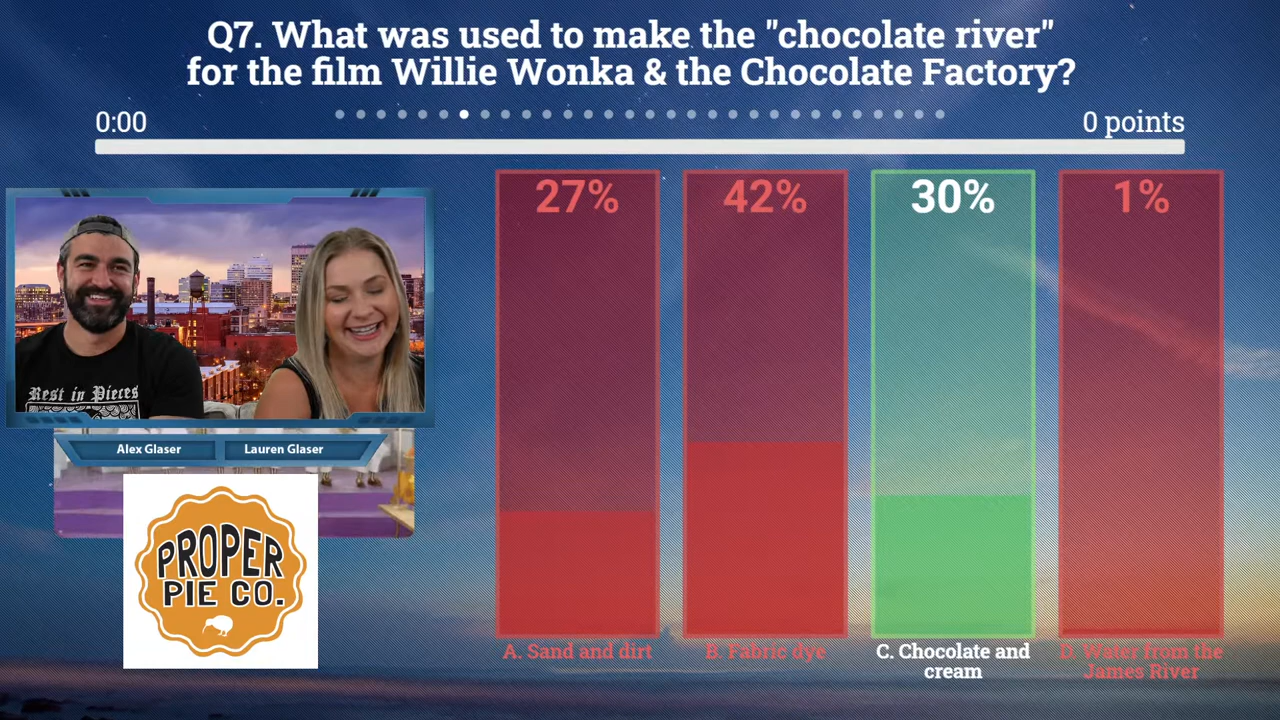 Q7. What was used to make the "chocolate river"
for the film Willie Wonka & the Chocolate Factory?
0:00
0 points
27%
42%
30%
1%
Rest in Pieces
Alex Glaser
Lauren Glaser
PROPER
PIE CO.
A. Sand and dirt
B. Fabric dye
C. Chocolate and
cream
D. Water from the
James River